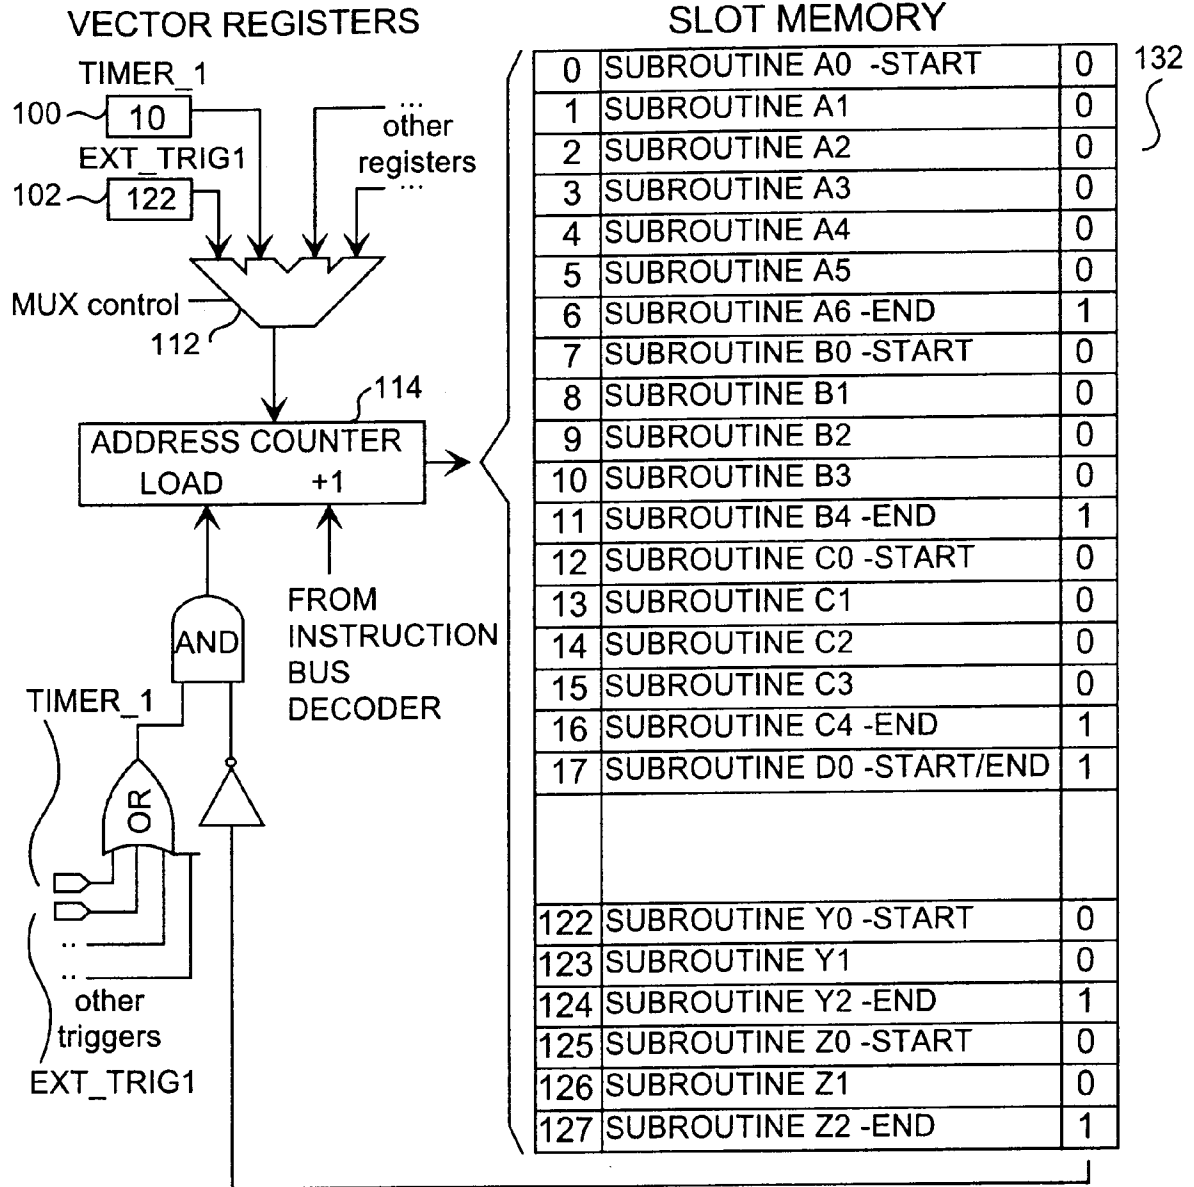 VECTOR REGISTERS
TIMER_1
100
10
EXT_TRIG1
102
122
...
other
registers
...
MUX control
112
114
ADDRESS COUNTER
LOAD +1
AND
FROM
INSTRUCTION
BUS
DECODER
TIMER_1
OR
..
..
other
triggers
EXT_TRIG1
SLOT MEMORY
132
0 SUBROUTINE A0 -START 0
1 SUBROUTINE A1 0
2 SUBROUTINE A2 0
3 SUBROUTINE A3 0
4 SUBROUTINE A4 0
5 SUBROUTINE A5 0
6 SUBROUTINE A6 -END 1
7 SUBROUTINE B0 -START 0
8 SUBROUTINE B1 0
9 SUBROUTINE B2 0
10 SUBROUTINE B3 0
11 SUBROUTINE B4 -END 1
12 SUBROUTINE C0 -START 0
13 SUBROUTINE C1 0
14 SUBROUTINE C2 0
15 SUBROUTINE C3 0
16 SUBROUTINE C4 -END 1
17 SUBROUTINE D0 -START/END 1
122 SUBROUTINE Y0 -START 0
123 SUBROUTINE Y1 0
124 SUBROUTINE Y2 -END 1
125 SUBROUTINE Z0 -START 0
126 SUBROUTINE Z1 0
127 SUBROUTINE Z2 -END 1